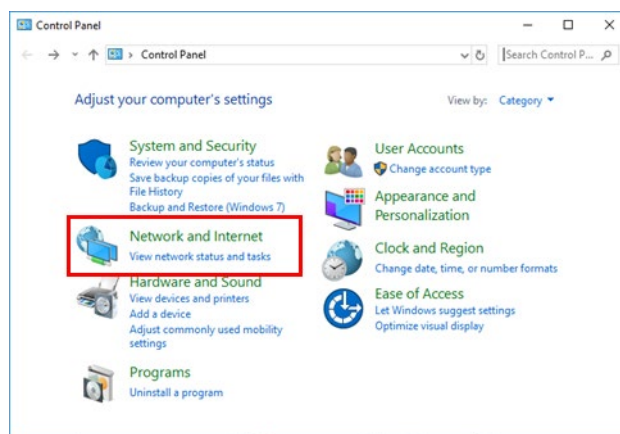 Control Panel
Control Panel
Search Control P...
Adjust your computer's settings
View by: Category
System and Security
Review your computer's status
Save backup copies of your files with
File History
Backup and Restore (Windows 7)
Network and Internet
View network status and tasks
Hardware and Sound
View devices and printers
Add a device
Adjust commonly used mobility
settings
Programs
Uninstall a program
User Accounts
Change account type
Appearance and
Personalization
Clock and Region
Change date, time, or number formats
Ease of Access
Let Windows suggest settings
Optimize visual display